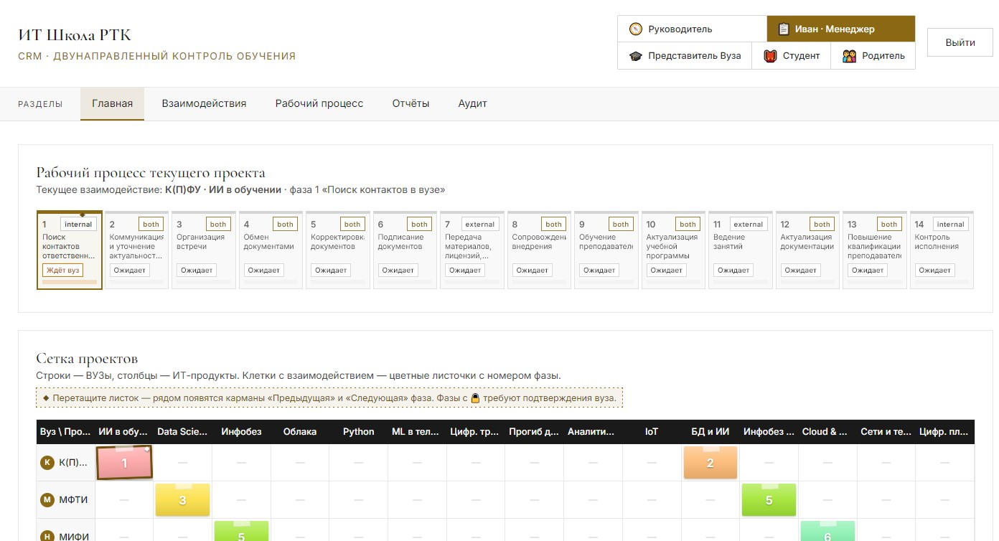 ИТ Школа РТК
CRM · ДВУНАПРАВЛЕННЫЙ КОНТРОЛЬ ОБУЧЕНИЯ
Руководитель
Иван · Менеджер
Представитель Вуза
Студент
Родитель
Выйти
РАЗДЕЛЫ
Главная
Взаимодействия
Рабочий процесс
Отчёты
Аудит
Рабочий процесс текущего проекта
Текущее взаимодействие: К(П)ФУ · ИИ в обучении · фаза 1 «Поиск контактов в вузе»
1 internal
Поиск
контактов
ответственн...
Ждёт вуз
2 both
Коммуникация
и уточнение
актуальност...
Ожидает
3 both
Организация
встречи
Ожидает
4 both
Обмен
документами
Ожидает
5 both
Корректировк
документов
Ожидает
6 both
Подписание
документов
Ожидает
7 external
Передача
материалов,
лицензий,...
Ожидает
8 both
Сопровожден
внедрения
Ожидает
9 both
Обучение
преподавателе
Ожидает
10 both
Актуализация
учебной
программы
Ожидает
11 external
Ведение
занятий
Ожидает
12 both
Актуализация
документации
Ожидает
13 both
Повышение
квалификации
преподавателе
Ожидает
14 internal
Контроль
исполнения
Ожидает
Сетка проектов
Строки — ВУЗы, столбцы — ИТ-продукты. Клетки с взаимодействием — цветные листочки с номером фазы.
◆ Перетащите листок — рядом появятся карманы «Предыдущая» и «Следующая» фаза. Фазы с 🔒 требуют подтверждения вуза.
Вуз \ Про... ИИ в обу... Data Scie... Инфобез Облака Python ML в тел... Цифр. тр... Прогиб д... Аналити... IoT БД и ИИ Инфобез ... Cloud & ... Сети и те... Цифр. пл...
К К(П)... 1 — — — — — — — — — 2 — — — —
М МФТИ — 3 — — — — — — — — — 5 — — —
Н МИФИ — — 5 — — — — — — — — — 6 — —